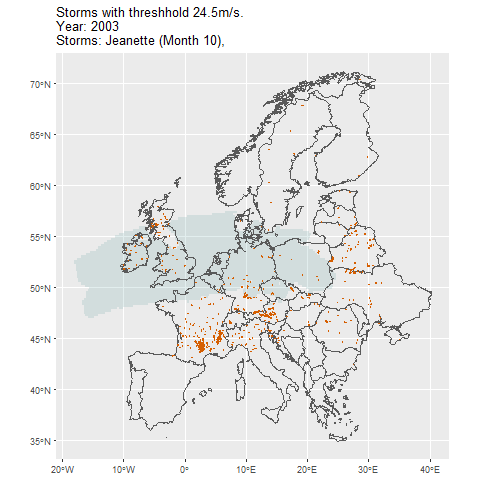 Storms with threshhold 24.5m/s.
Year: 2003
Storms: Jeanette (Month 10),
70°N
65°N
60°N
55°N
50°N
45°N
40°N
35°N
20°W
10°W
0°
10°E
20°E
30°E
40°E